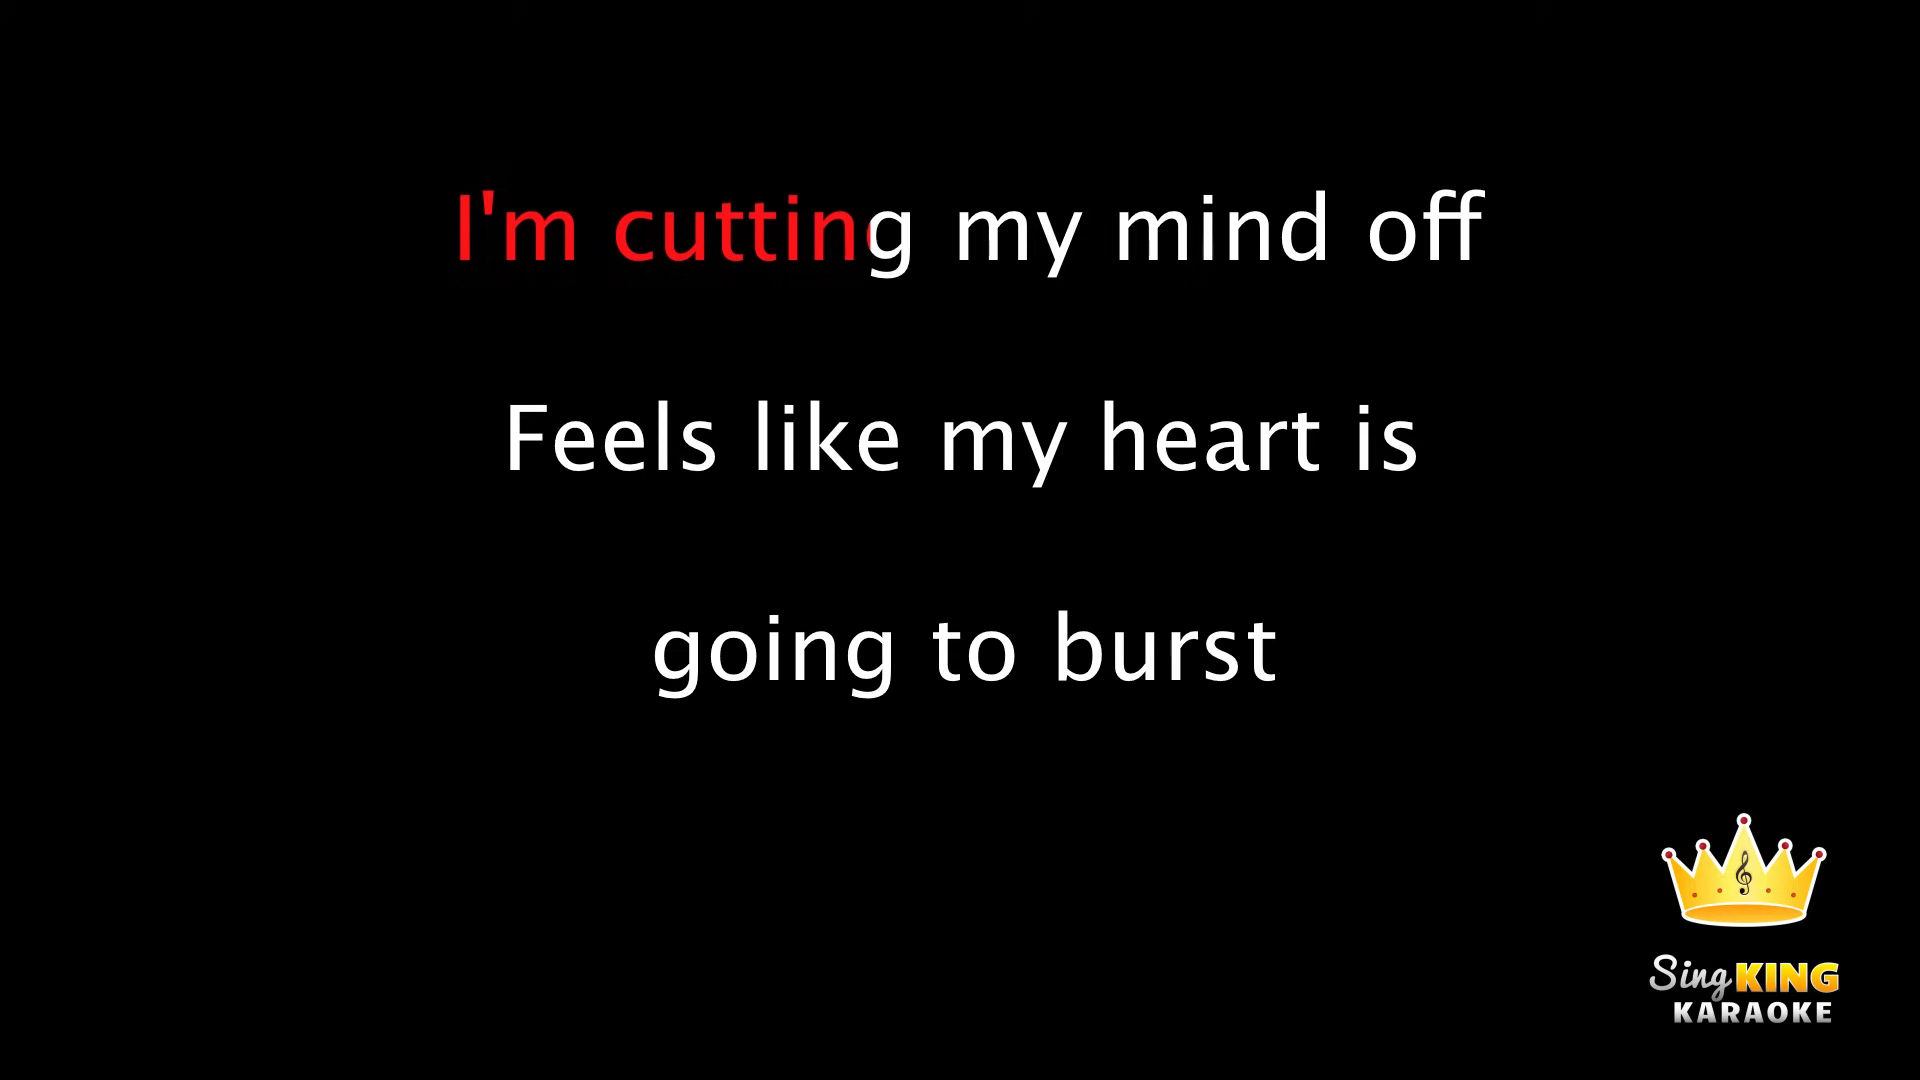 I'm cutting my mind off
Feels like my heart is
going to burst
Sing KING
KARAOKE